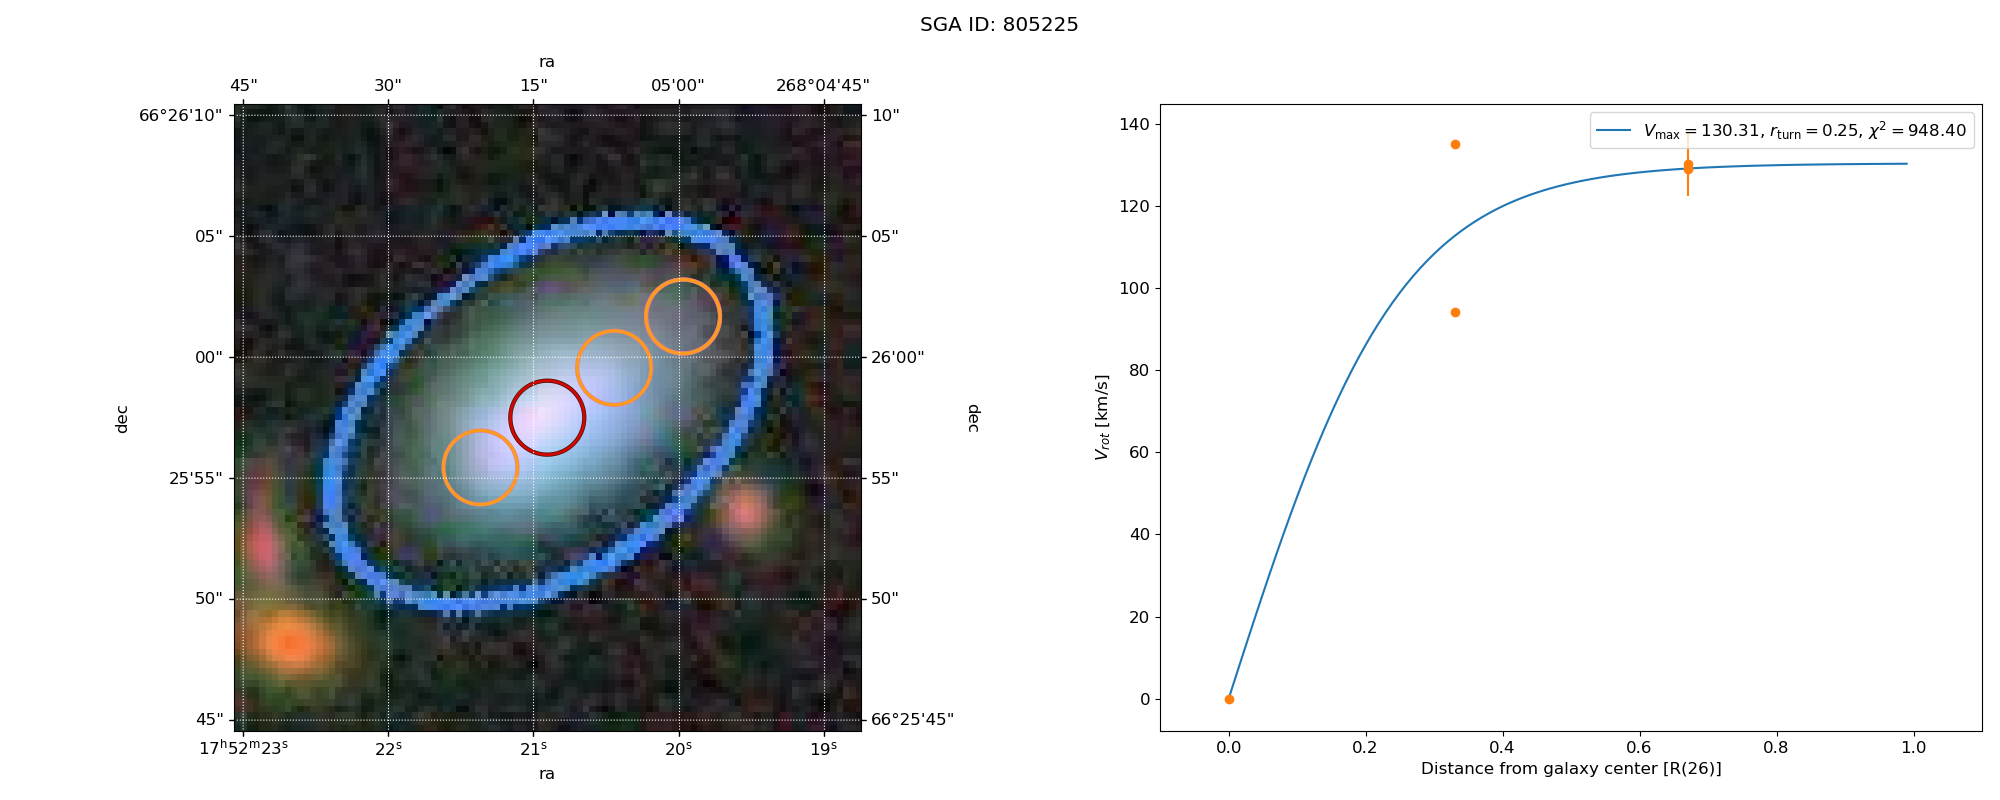 SGA ID: 805225
ra
45" 30" 15" 05'00" 268°04'45"
66°26'10" 10"
05" 05"
00" 26'00"
dec dec
25'55" 55"
50" 50"
45" 66°25'45"
17ʰ52ᵐ23ˢ 22ˢ 21ˢ 20ˢ 19ˢ
ra
V_max = 130.31, r_turn = 0.25, χ² = 948.40
140
120
100
80
60
40
20
0
V_rot [km/s]
0.0 0.2 0.4 0.6 0.8 1.0
Distance from galaxy center [R(26)]